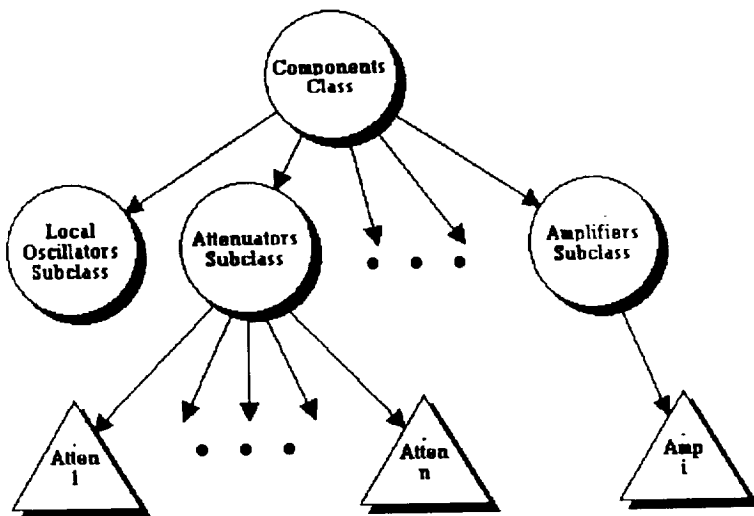 Components
Class
Local
Oscillators
Subclass
Attenuators
Subclass
Amplifiers
Subclass
Atten
1
Atten
n
Amp
i